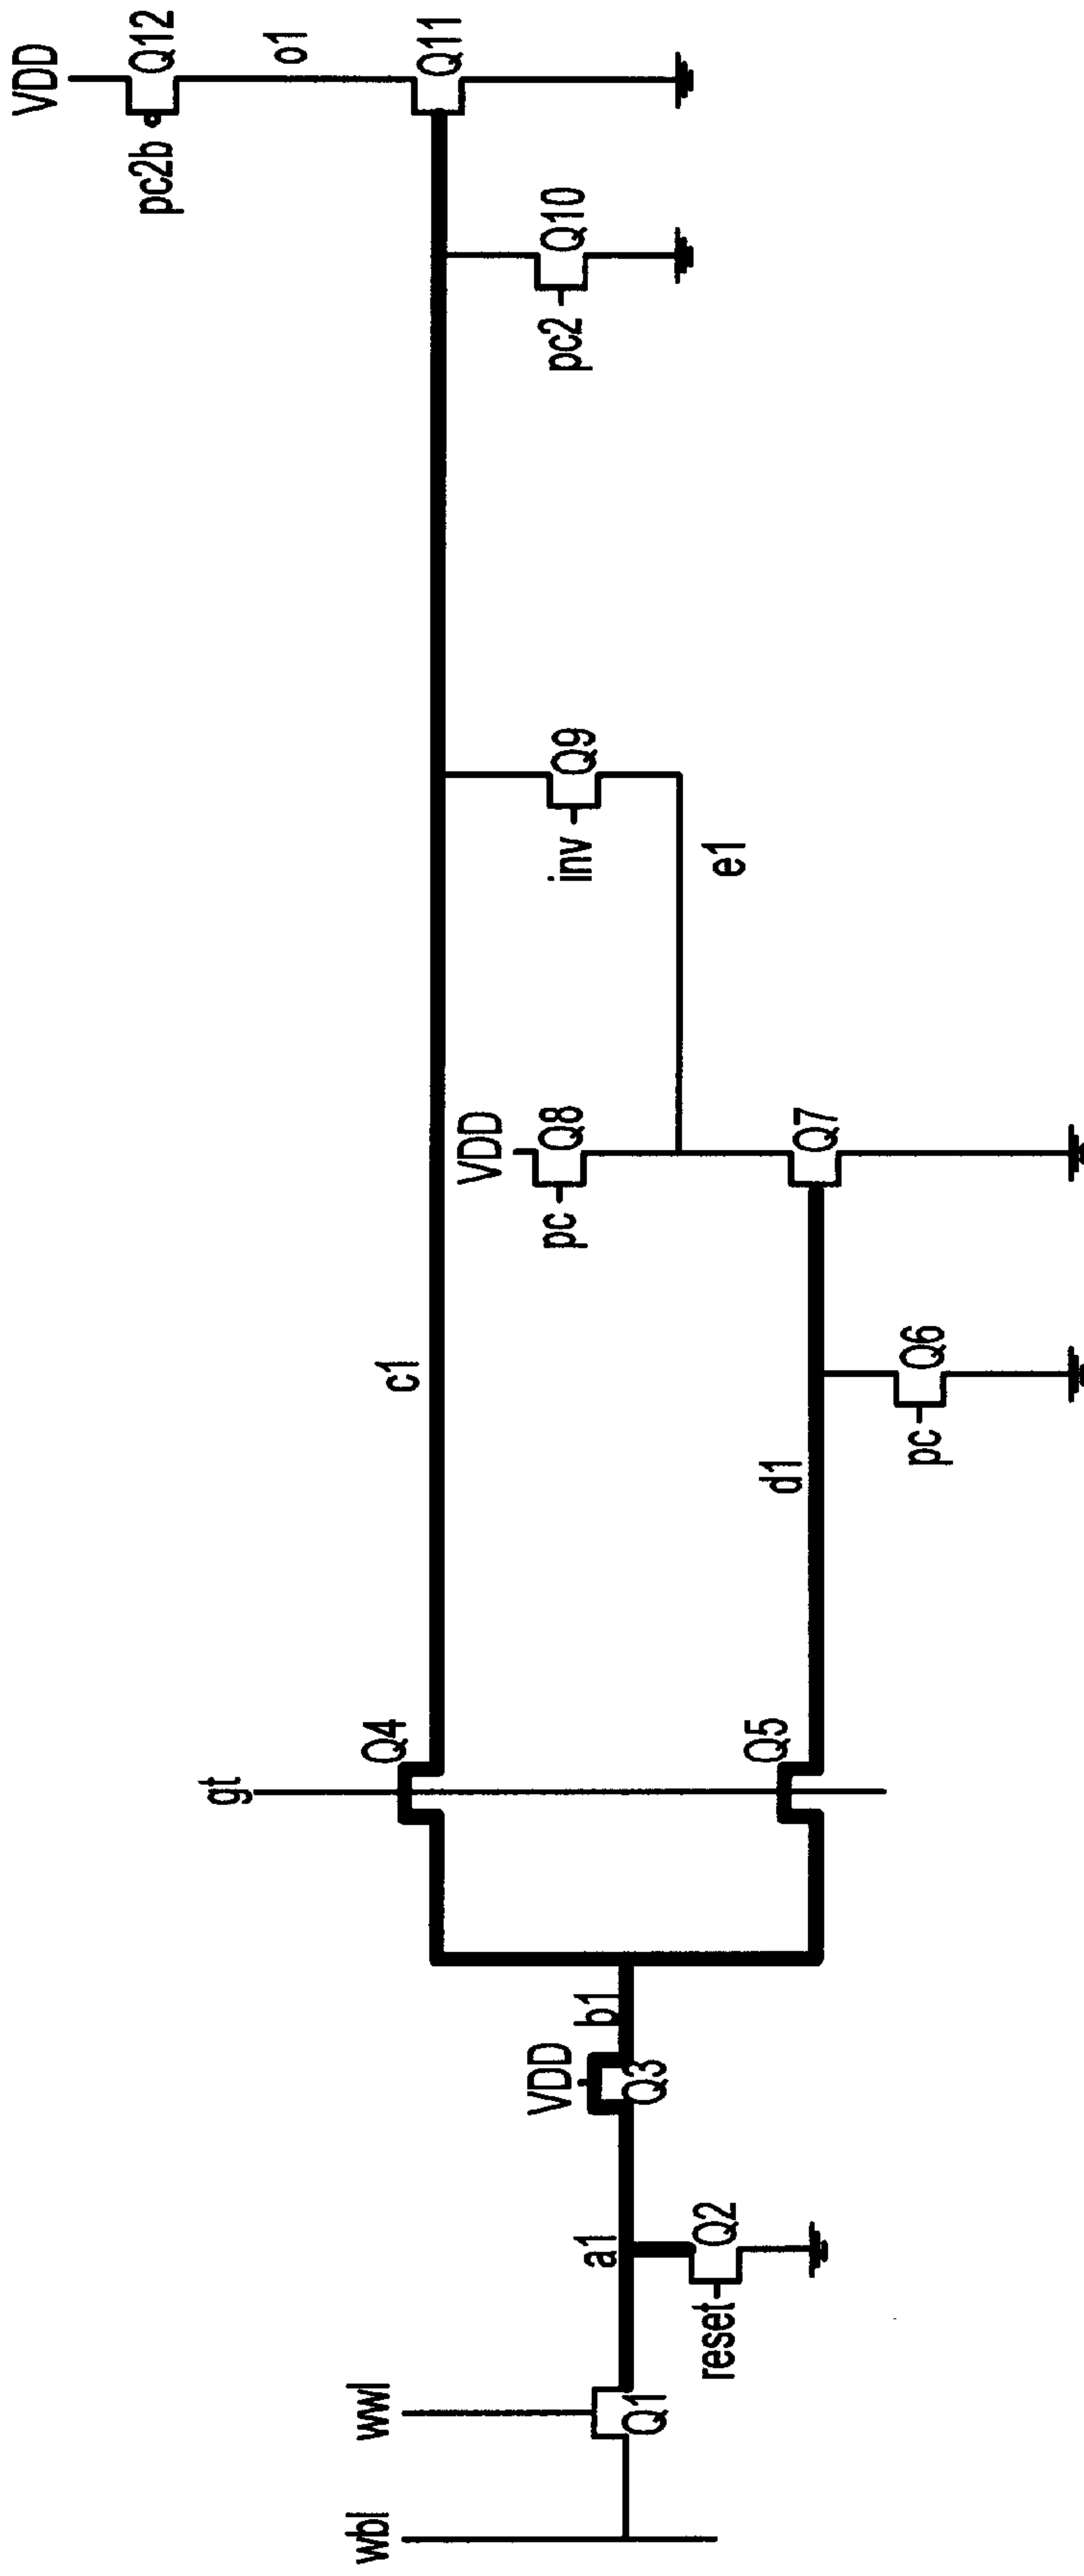 wbl
wwl
Q1
a1
reset
Q2
VDD
Q3
b1
gt
Q4
Q5
c1
d1
pc
Q6
VDD
pc
Q8
Q7
e1
inv
Q9
pc2
Q10
VDD
pc2b
Q12
o1
Q11